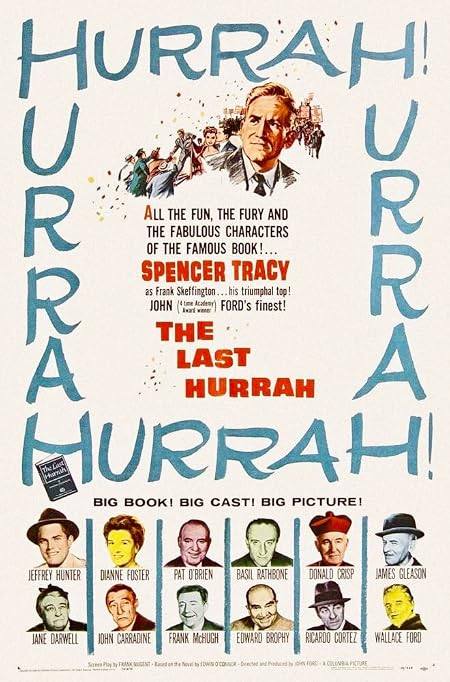 HURRAH!
HURRAH
HURRAH!
HURRAH!
ALL THE FUN, THE FURY AND
THE FABULOUS CHARACTERS
OF THE FAMOUS BOOK!...
SPENCER TRACY
as Frank Skeffington...his triumphal top!
JOHN (4 time Academy Award winner) FORD'S finest!
THE
LAST
HURRAH
The Last
Hurrah
BIG BOOK! BIG CAST! BIG PICTURE!
JEFFREY HUNTER
DIANNE FOSTER
PAT O'BRIEN
BASIL RATHBONE
DONALD CRISP
JAMES GLEASON
JANE DARWELL
JOHN CARRADINE
FRANK McHUGH
EDWARD BROPHY
RICARDO CORTEZ
WALLACE FORD
Screen Play by FRANK NUGENT · Based on the Novel by EDWIN O'CONNOR · Directed and Produced by JOHN FORD · A COLUMBIA PICTURE